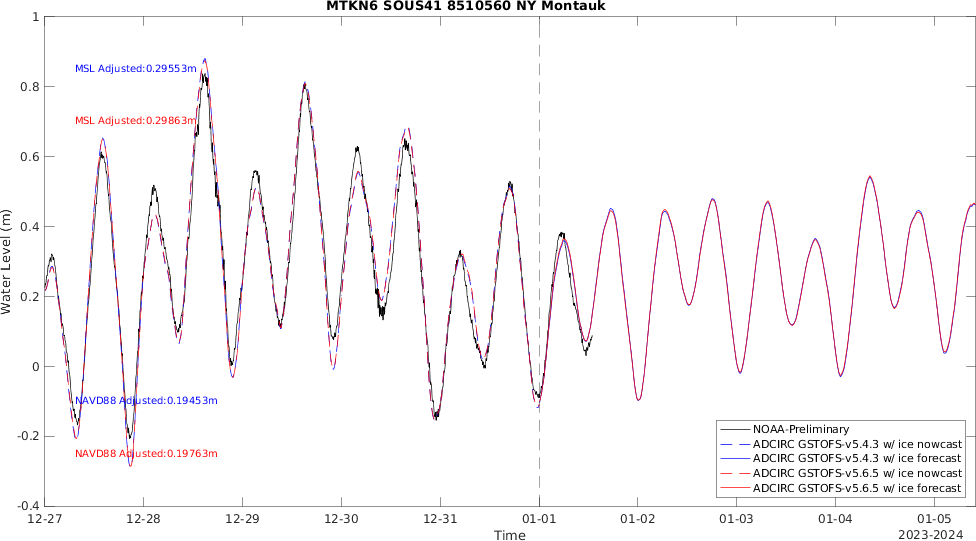 MTKN6 SOUS41 8510560 NY Montauk
1
0.8
0.6
0.4
0.2
0
-0.2
-0.4
Water Level (m)
MSL Adjusted:0.29553m
MSL Adjusted:0.29863m
NAVD88 Adjusted:0.19453m
NAVD88 Adjusted:0.19763m
NOAA-Preliminary
ADCIRC GSTOFS-v5.4.3 w/ ice nowcast
ADCIRC GSTOFS-v5.4.3 w/ ice forecast
ADCIRC GSTOFS-v5.6.5 w/ ice nowcast
ADCIRC GSTOFS-v5.6.5 w/ ice forecast
12-27 12-28 12-29 12-30 12-31 01-01 01-02 01-03 01-04 01-05
Time
2023-2024